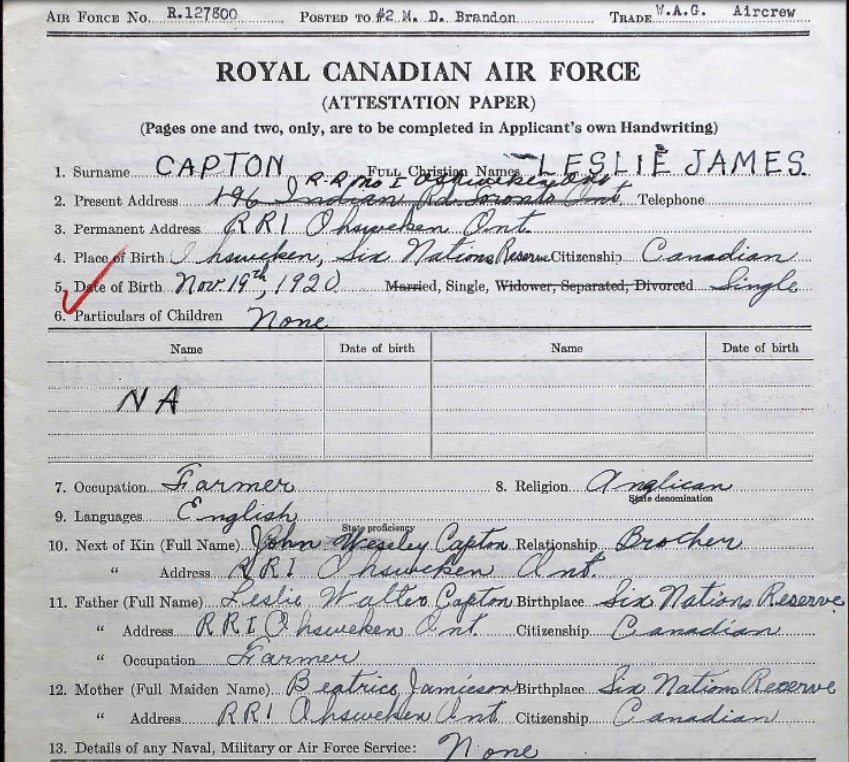 AIR FORCE NO. R.127800 POSTED TO #2 M. D. Brandon TRADE W.A.G. Aircrew
ROYAL CANADIAN AIR FORCE
(ATTESTATION PAPER)
(Pages one and two, only, are to be completed in Applicant's own Handwriting)
1. Surname CAPTON FULL Christian Names LESLIE JAMES.
R.R. No I Ohsweken Ont
2. Present Address 196 Indian Rd Toronto Ont. Telephone
3. Permanent Address RR1 Ohsweken Ont.
4. Place of Birth Ohsweken, Six Nations Reserve Citizenship Canadian
5. Date of Birth Nov. 19th, 1920 Married, Single, Widower, Separated, Divorced Single
6. Particulars of Children None
Name Date of birth Name Date of birth
NA
7. Occupation Farmer 8. Religion Anglican
State denomination
9. Languages English
State proficiency
10. Next of Kin (Full Name) John Weseley Capton Relationship Brother
" Address RR1 Ohsweken Ont.
11. Father (Full Name) Leslie Walter Capton Birthplace Six Nations Reserve
" Address RR1 Ohsweken Ont. Citizenship Canadian
" Occupation Farmer
12. Mother (Full Maiden Name) Beatrice Jamieson Birthplace Six Nations Reserve
" Address RR1 Ohsweken Ont Citizenship Canadian
13. Details of any Naval, Military or Air Force Service: None